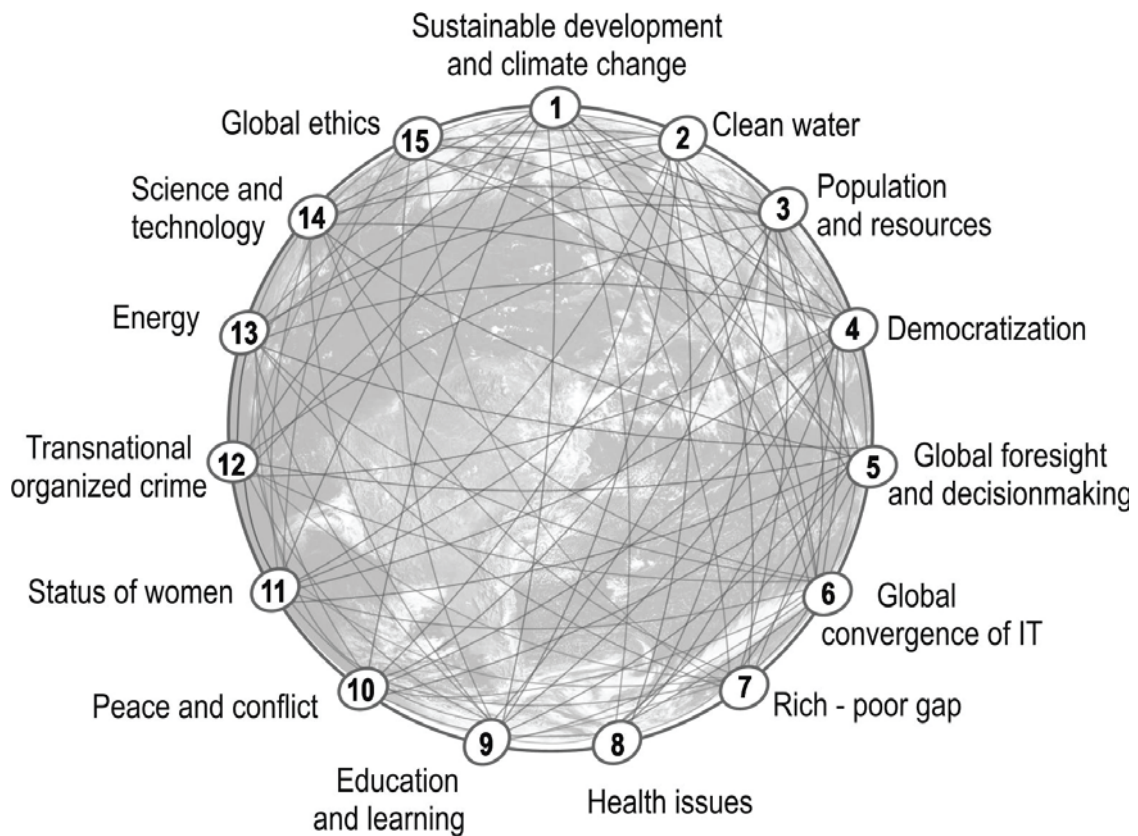 Sustainable development
and climate change
1
2
Clean water
3
Population
and resources
4
Democratization
5
Global foresight
and decisionmaking
6
Global
convergence of IT
7
Rich - poor gap
8
Health issues
9
Education
and learning
10
Peace and conflict
11
Status of women
12
Transnational
organized crime
13
Energy
14
Science and
technology
15
Global ethics